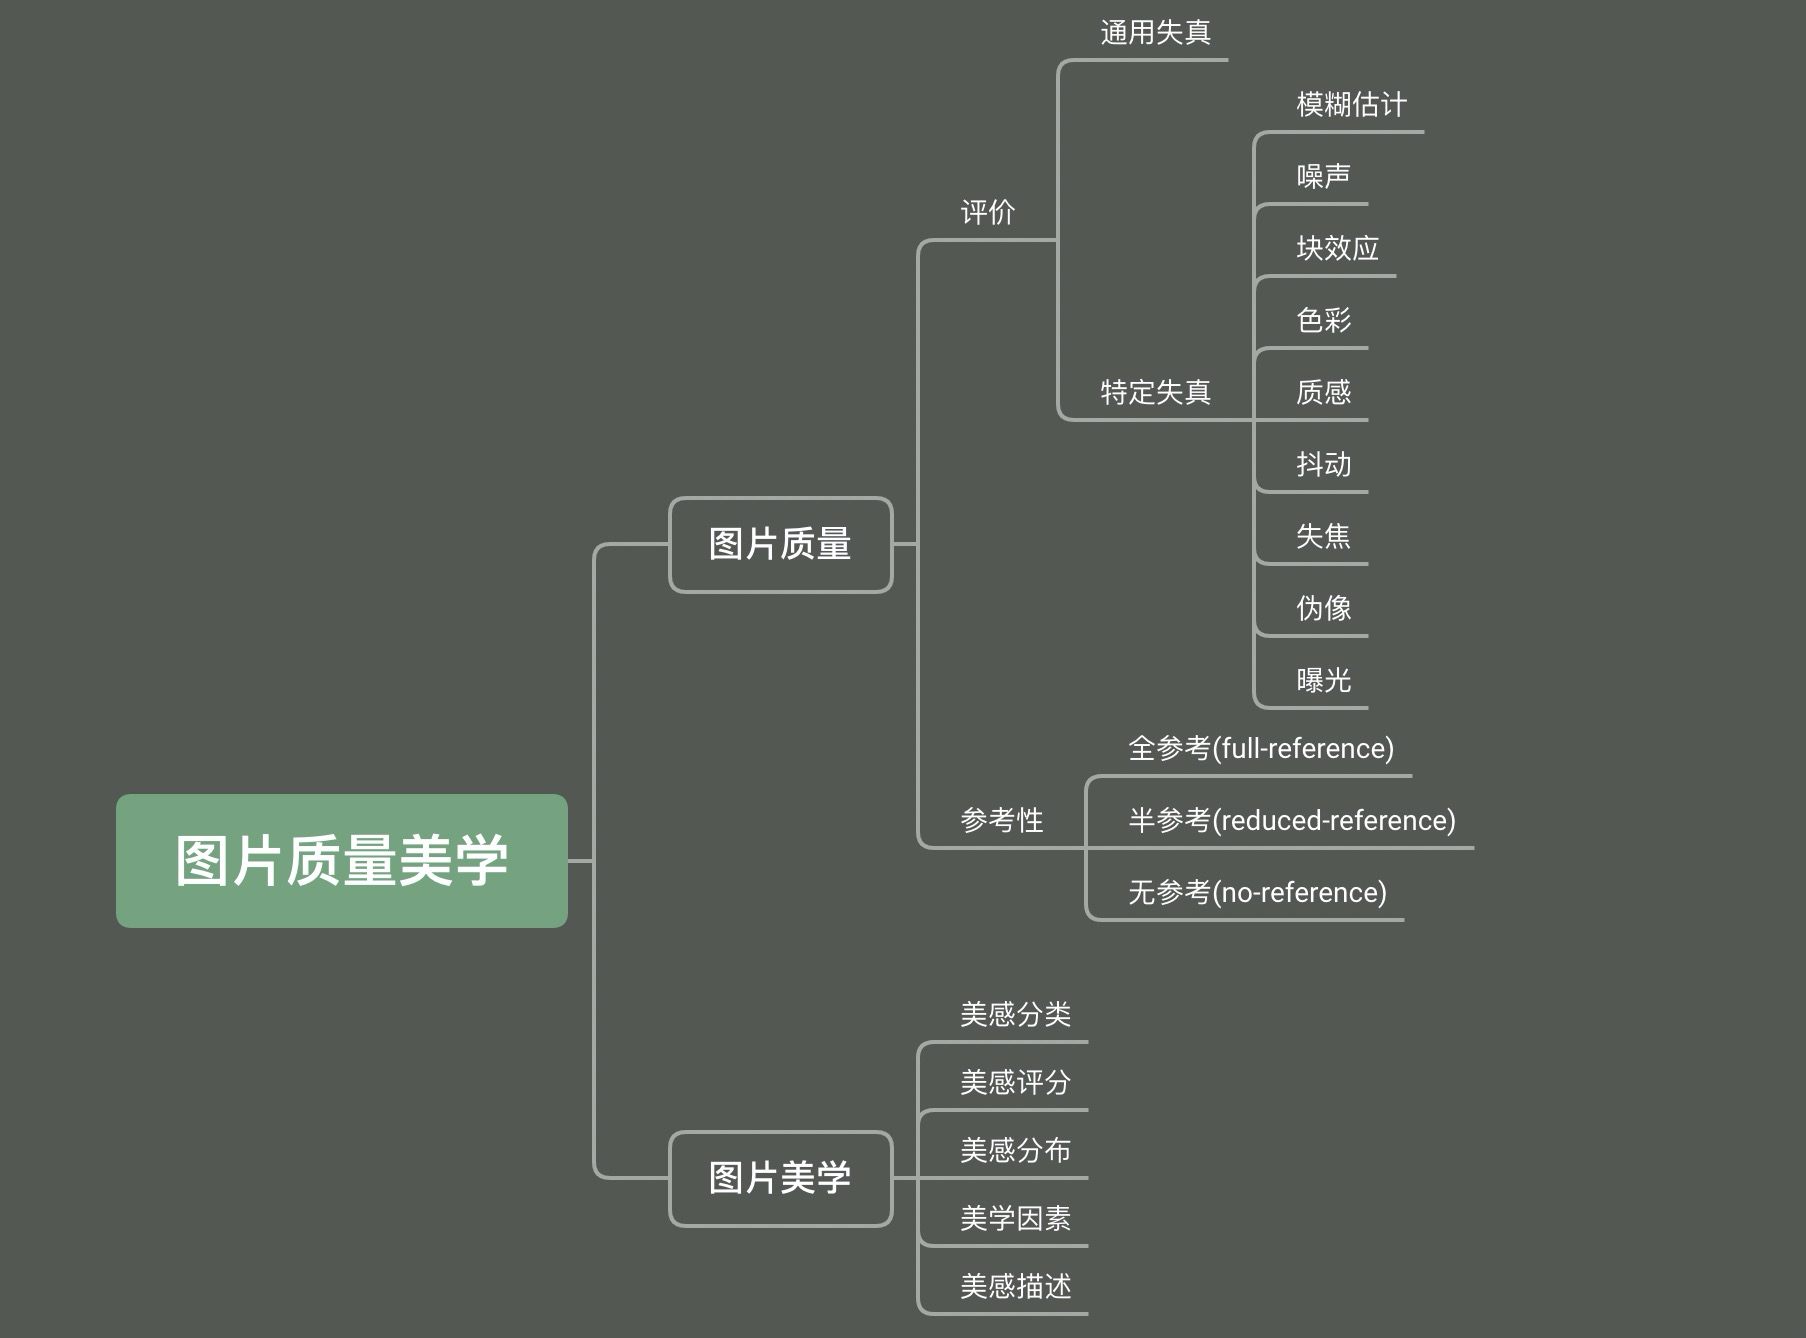 通用失真
模糊估计
噪声
评价
块效应
色彩
特定失真
质感
抖动
失焦
图片质量
伪像
曝光
全参考(full-reference)
参考性
半参考(reduced-reference)
图片质量美学
无参考(no-reference)
美感分类
美感评分
美感分布
图片美学
美学因素
美感描述